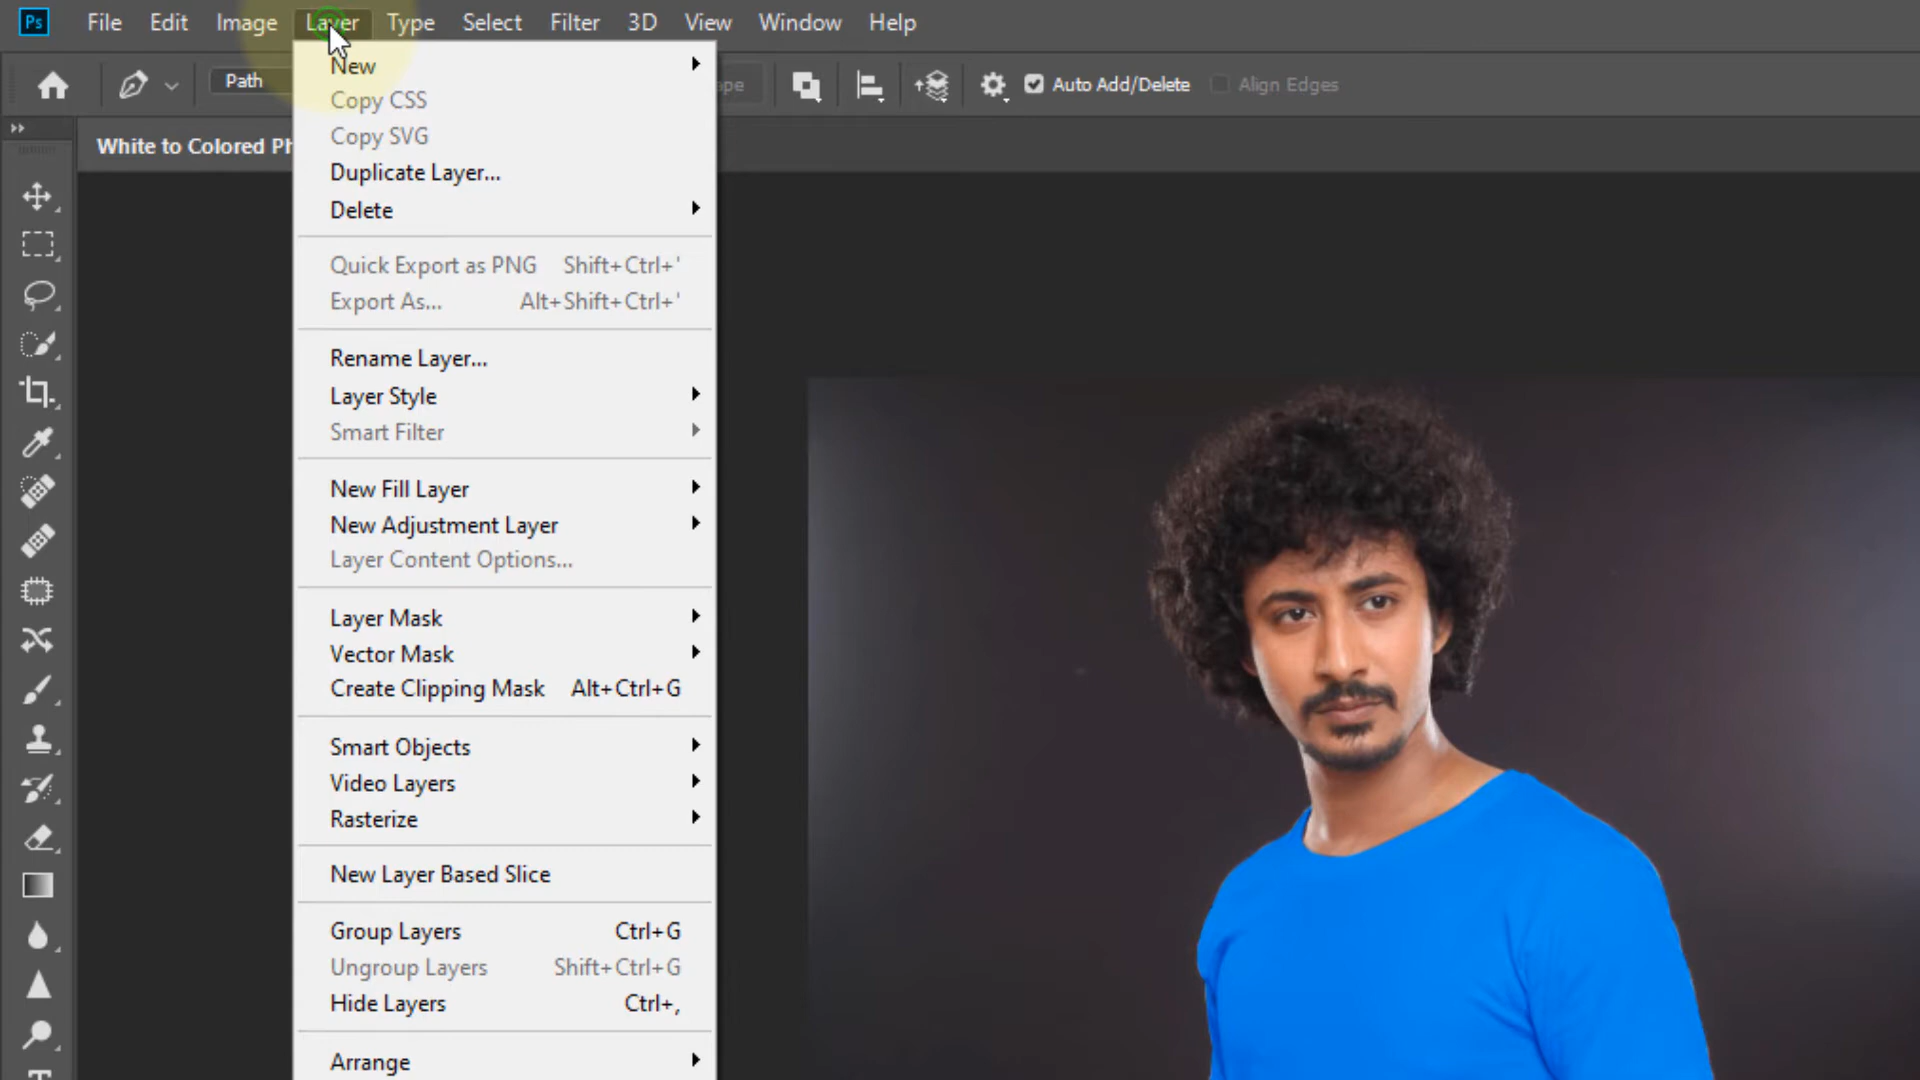 Ps File Edit Image Layer Type Select Filter 3D View Window Help
Path Auto Add/Delete Align Edges
White to Colored
New
Copy CSS
Copy SVG
Duplicate Layer...
Delete
Quick Export as PNG Shift+Ctrl+'
Export As... Alt+Shift+Ctrl+'
Rename Layer...
Layer Style
Smart Filter
New Fill Layer
New Adjustment Layer
Layer Content Options...
Layer Mask
Vector Mask
Create Clipping Mask Alt+Ctrl+G
Smart Objects
Video Layers
Rasterize
New Layer Based Slice
Group Layers Ctrl+G
Ungroup Layers Shift+Ctrl+G
Hide Layers Ctrl+,
Arrange